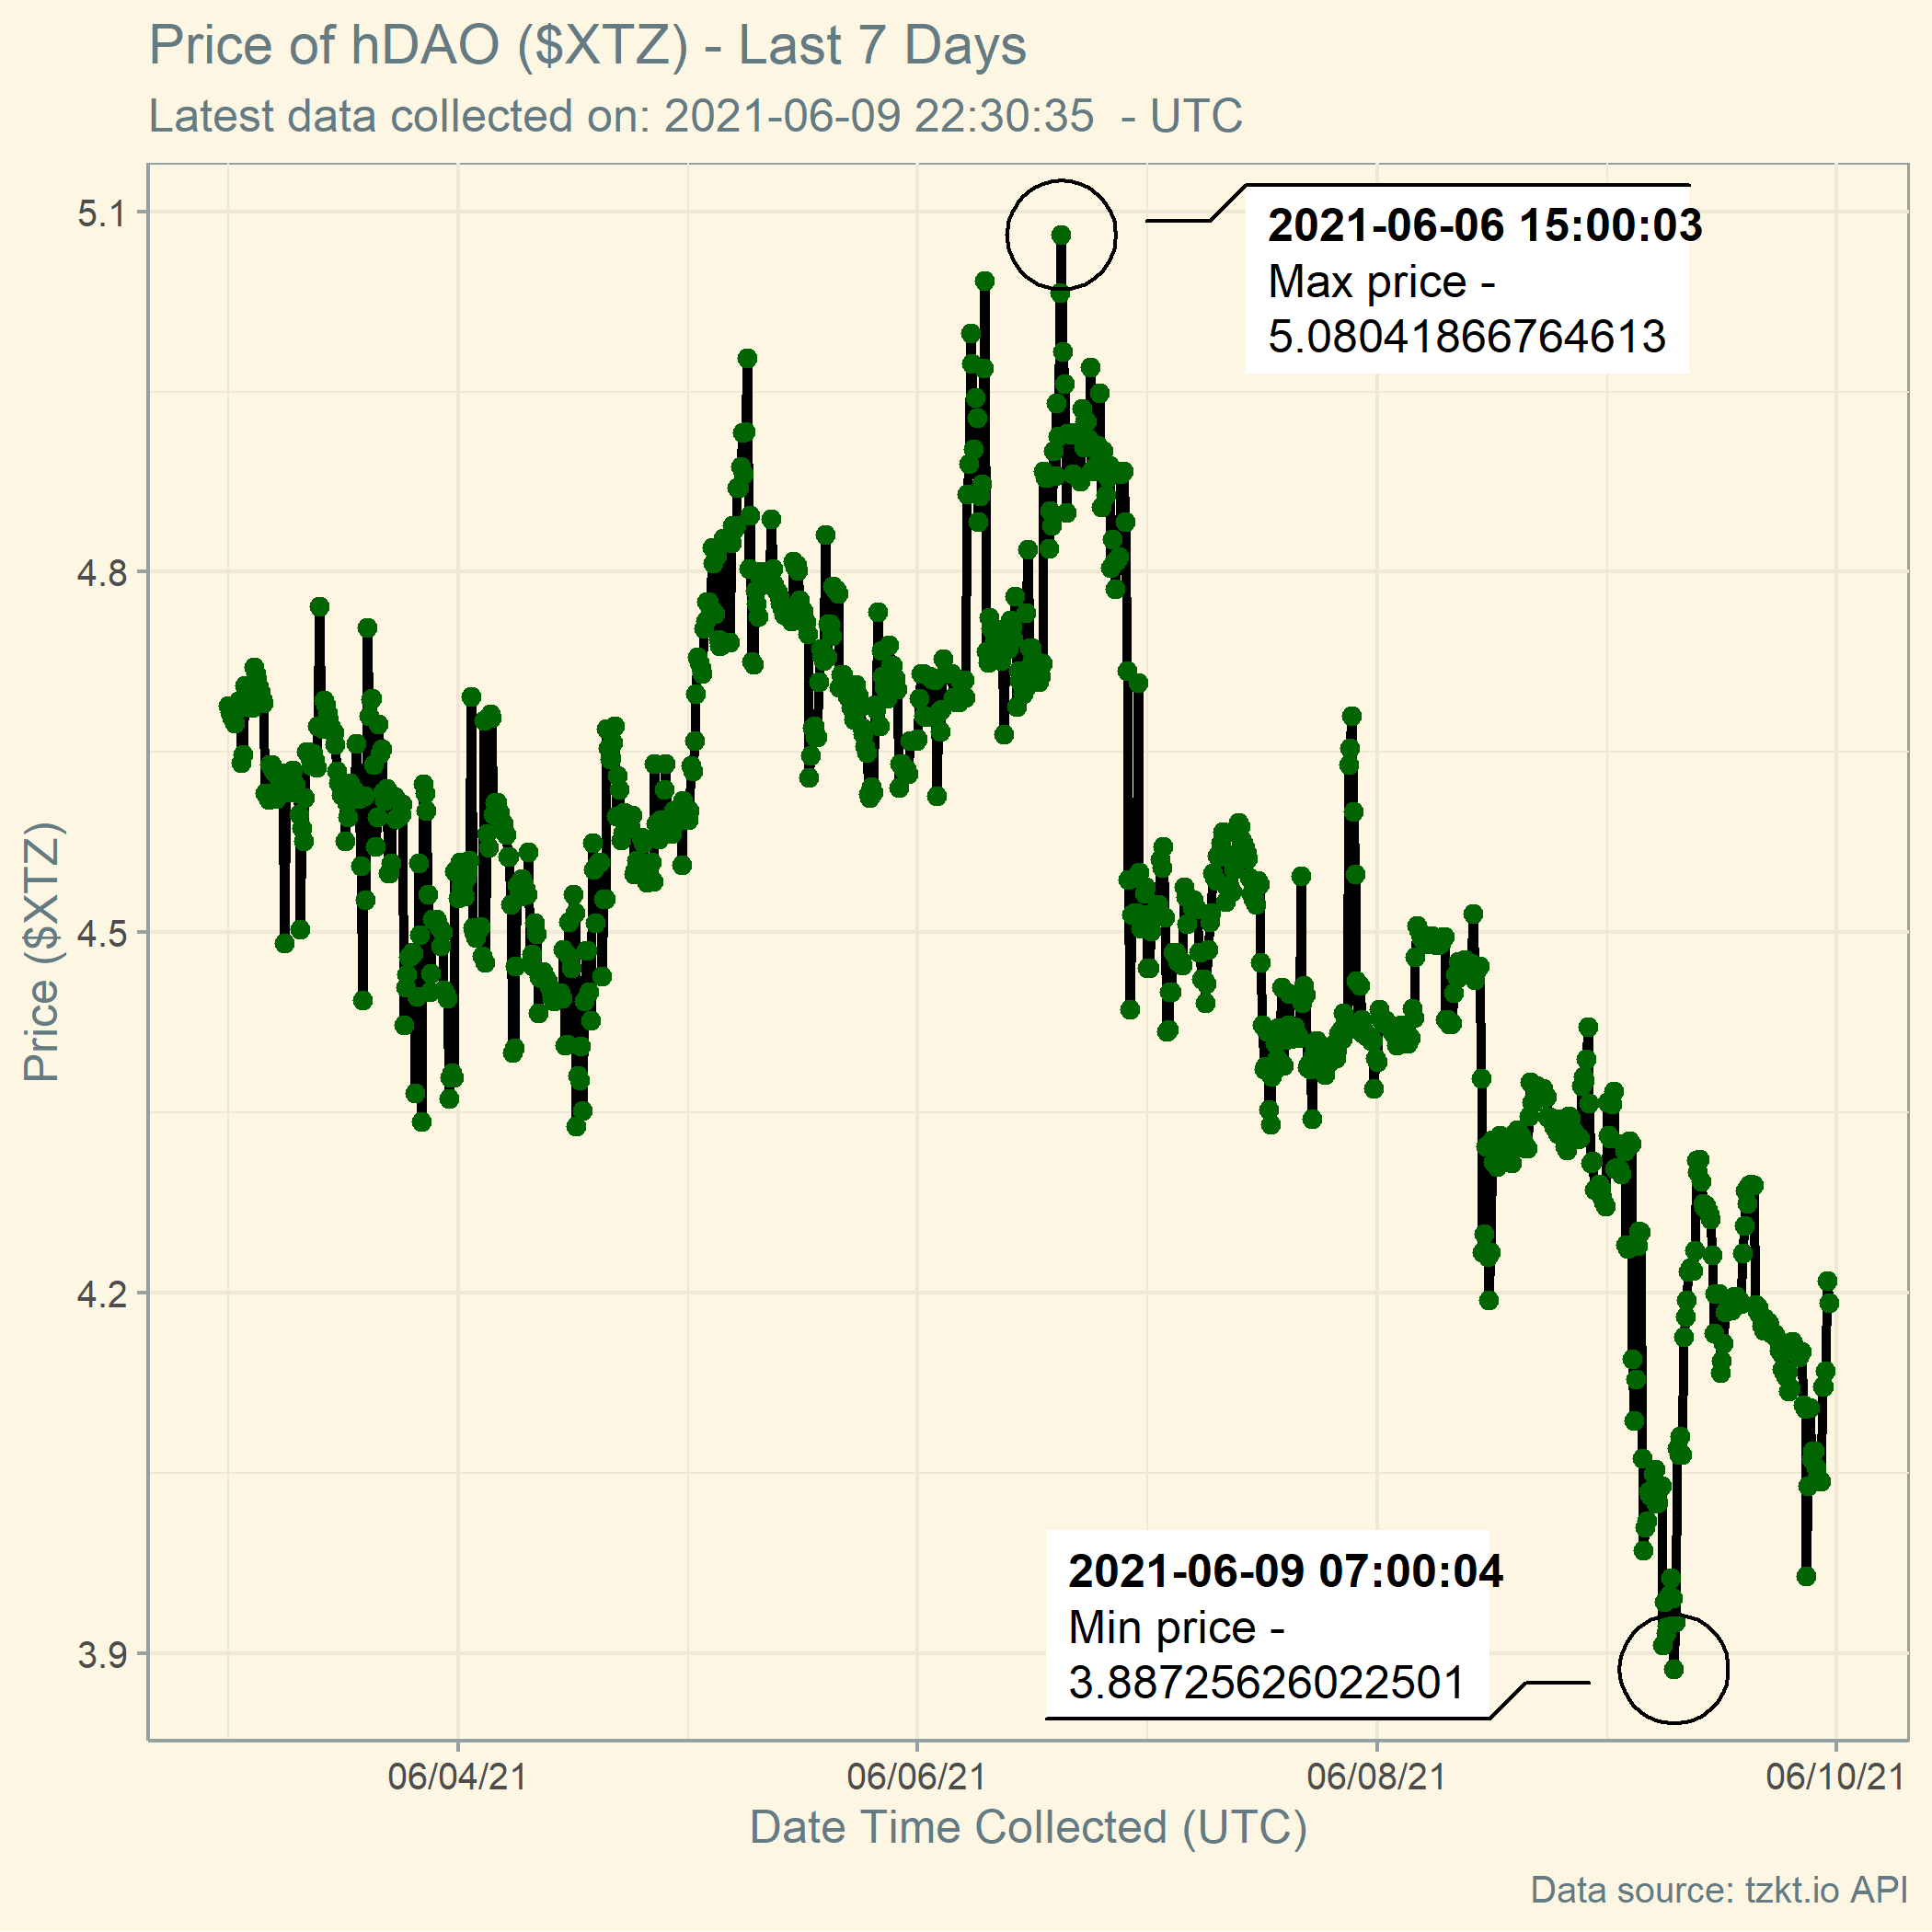 Price of hDAO ($XTZ) - Last 7 Days
Latest data collected on: 2021-06-09 22:30:35  - UTC
5.1
4.8
4.5
4.2
3.9
Price ($XTZ)
2021-06-06 15:00:03
Max price -
5.08041866764613
2021-06-09 07:00:04
Min price -
3.88725626022501
06/04/21
06/06/21
06/08/21
06/10/21
Date Time Collected (UTC)
Data source: tzkt.io API